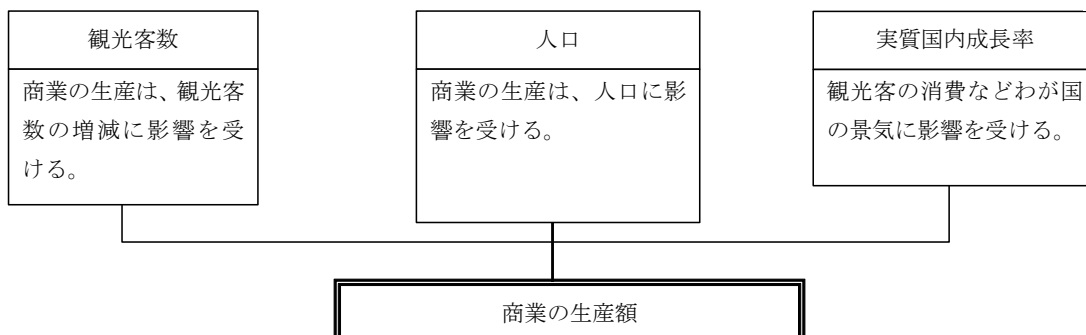 観光客数
商業の生産は、観光客
数の増減に影響を受
ける。
人口
商業の生産は、人口に影
響を受ける。
実質国内成長率
観光客の消費などわが国
の景気に影響を受ける。
商業の生産額